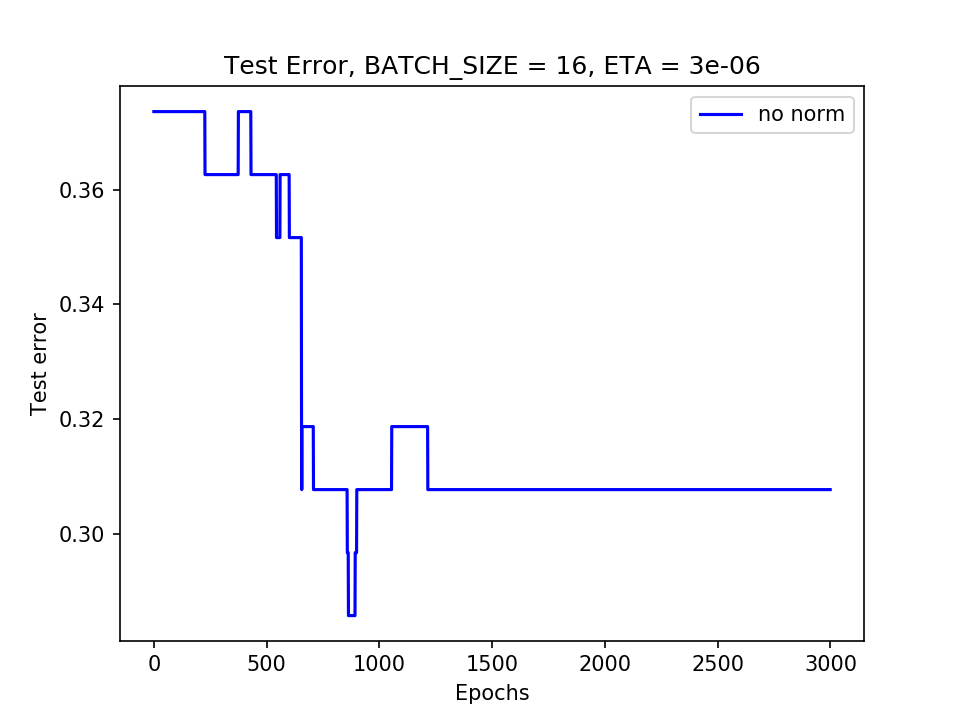 Test Error, BATCH_SIZE = 16, ETA = 3e-06
no norm
0.36
0.34
0.32
0.30
Test error
0 500 1000 1500 2000 2500 3000
Epochs